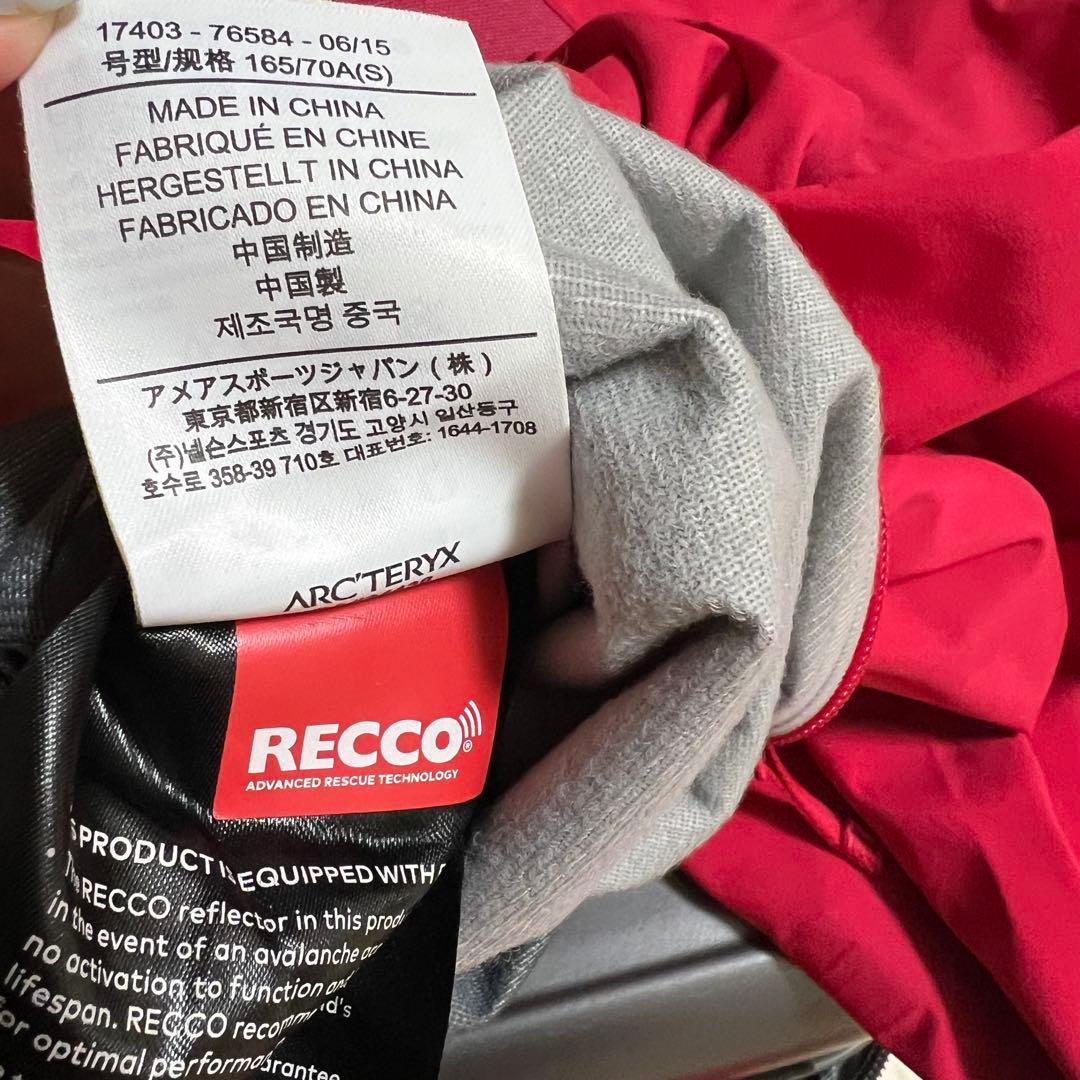 17403 - 76584 - 06/15
号型/规格 165/70A(S)
MADE IN CHINA
FABRIQUÉ EN CHINE
HERGESTELLT IN CHINA
FABRICADO EN CHINA
中国制造
中国製
제조국명 중국
アメアスポーツジャパン ( 株 )
東京都新宿区新宿6-27-30
(주)넬슨스포츠 경기도 고양시 일산동구
호수로 358-39 710호 대표번호: 1644-1708
ARC'TERYX
RECCO®
ADVANCED RESCUE TECHNOLOGY
PRODUCT IS EQUIPPED WITH
• The RECCO reflector in this
in the event of an avalanche
no activation to function and
lifespan. RECCO
for optimal